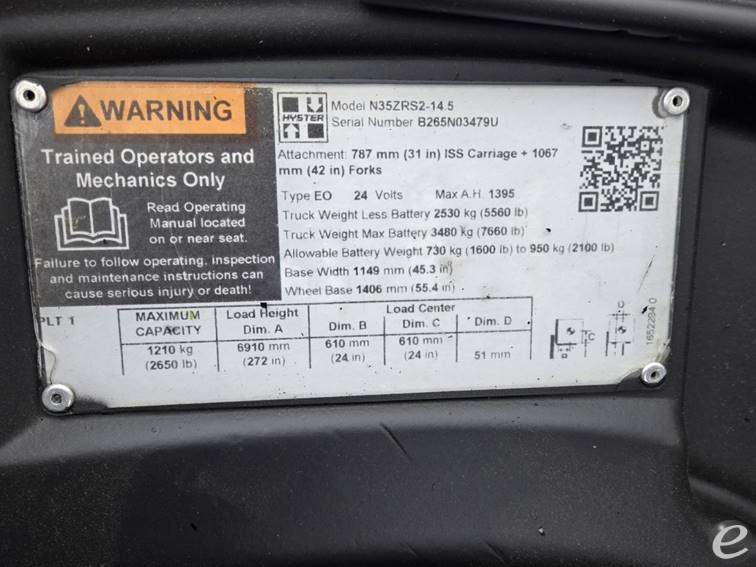 WARNING
Trained Operators and
Mechanics Only
Read Operating
Manual located
on or near seat.
Failure to follow operating, inspection
and maintenance instructions can
cause serious injury or death!
HYSTER
Model N35ZRS2-14.5
Serial Number B265N03479U
Attachment: 787 mm (31 in) ISS Carriage + 1067
mm (42 in) Forks
Type EO 24 Volts Max A.H. 1395
Truck Weight Less Battery 2530 kg (5560 lb)
Truck Weight Max Battery 3480 kg (7660 lb)
Allowable Battery Weight 730 kg (1600 lb) to 950 kg (2100 lb)
Base Width 1149 mm (45.3 in)
Wheel Base 1406 mm (55.4 in)
PLT 1
MAXIMUM Load Height Load Center
CAPACITY Dim. A Dim. B Dim. C Dim. D
1210 kg 6910 mm 610 mm 610 mm 51 mm
(2650 lb) (272 in) (24 in) (24 in)
D
TC
B
1652294 0
e